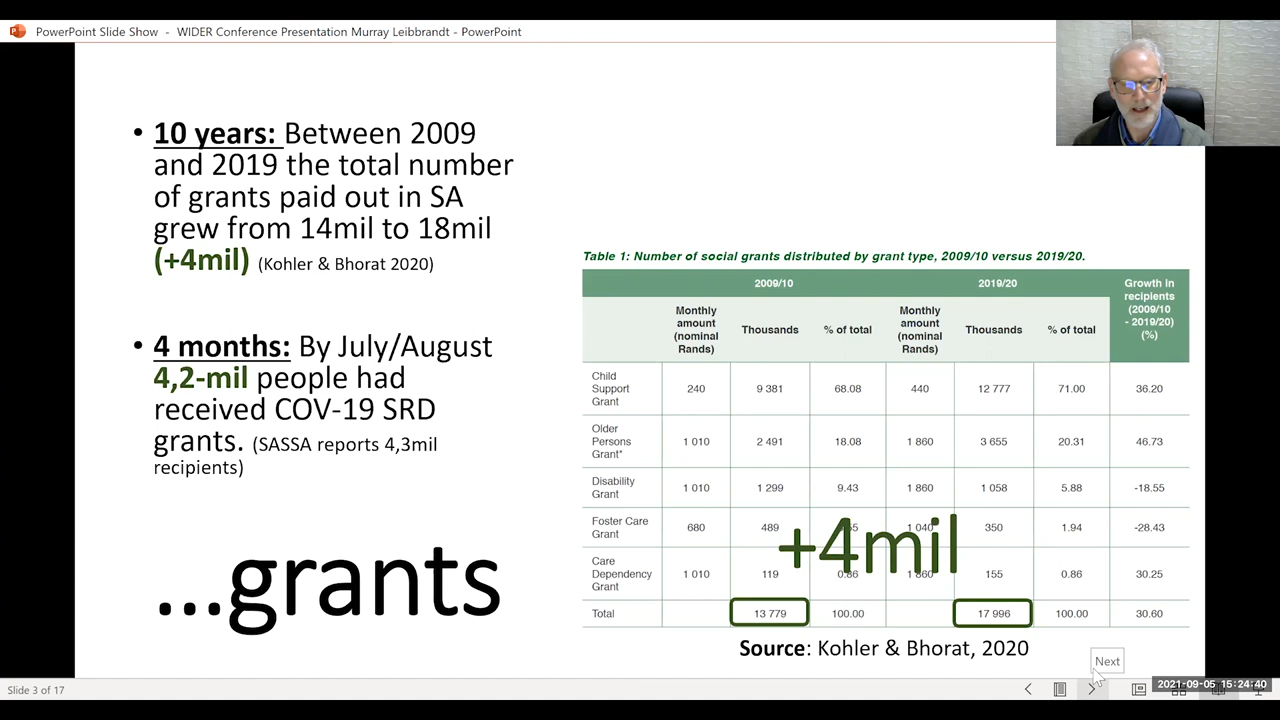 PowerPoint Slide Show - WIDER Conference Presentation Murray Leibbrandt - PowerPoint
• 10 years: Between 2009
and 2019 the total number
of grants paid out in SA
grew from 14mil to 18mil
(+4mil) (Kohler & Bhorat 2020)
• 4 months: By July/August
4,2-mil people had
received COV-19 SRD
grants. (SASSA reports 4,3mil
recipients)
...grants
Table 1: Number of social grants distributed by grant type, 2009/10 versus 2019/20.
2009/10 2019/20 Growth in
recipients
(2009/10
- 2019/20)
(%)
Monthly
amount
(nominal
Rands) Thousands % of total Monthly
amount
(nominal
Rands) Thousands % of total
Child
Support
Grant 240 9 381 68.08 440 12 777 71.00 36.20
Older
Persons
Grant* 1 010 2 491 18.08 1 860 3 655 20.31 46.73
Disability
Grant 1 010 1 299 9.43 1 860 1 058 5.88 -18.55
Foster Care
Grant 680 489 1 040 350 1.94 -28.43
+4mil
Care
Dependency
Grant 1 010 119 0.86 1 860 155 0.86 30.25
Total 13 779 100.00 17 996 100.00 30.60
Source: Kohler & Bhorat, 2020
Next
Slide 3 of 17
2021-09-05 15:24:40